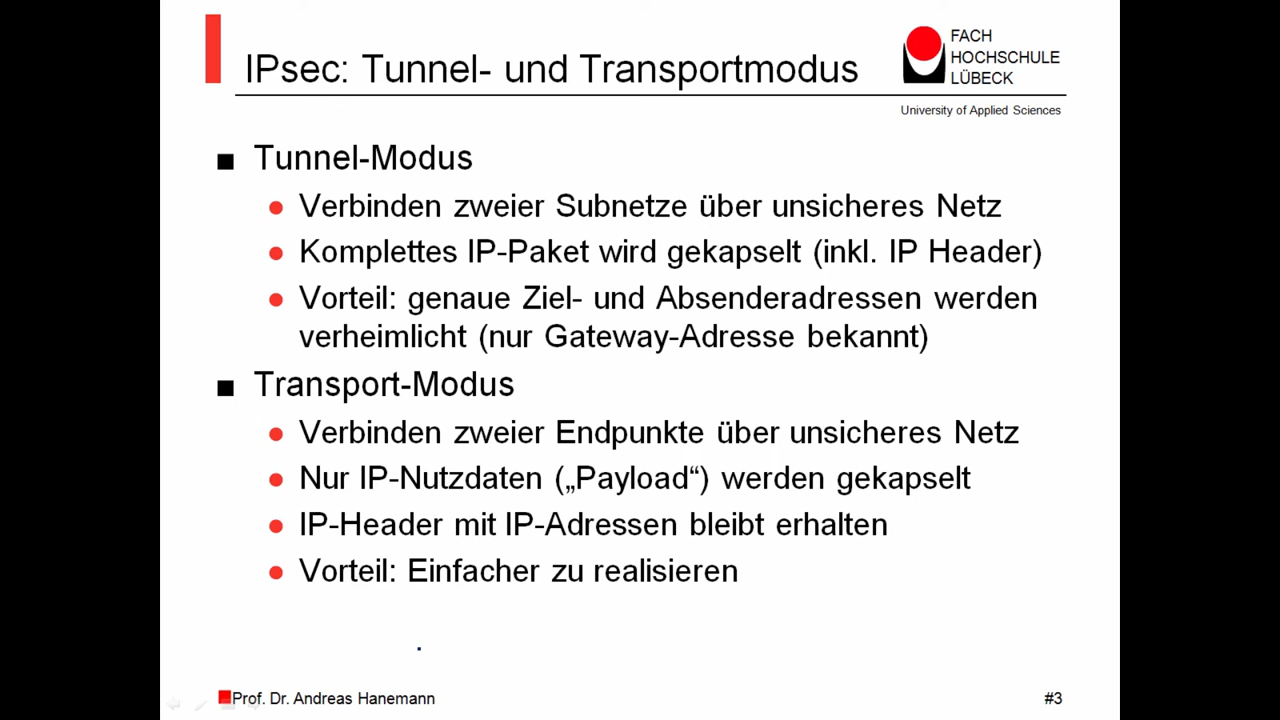 IPsec: Tunnel- und Transportmodus
FACH
HOCHSCHULE
LÜBECK
University of Applied Sciences
Tunnel-Modus
Verbinden zweier Subnetze über unsicheres Netz
Komplettes IP-Paket wird gekapselt (inkl. IP Header)
Vorteil: genaue Ziel- und Absenderadressen werden
verheimlicht (nur Gateway-Adresse bekannt)
Transport-Modus
Verbinden zweier Endpunkte über unsicheres Netz
Nur IP-Nutzdaten („Payload“) werden gekapselt
IP-Header mit IP-Adressen bleibt erhalten
Vorteil: Einfacher zu realisieren
Prof. Dr. Andreas Hanemann
#3